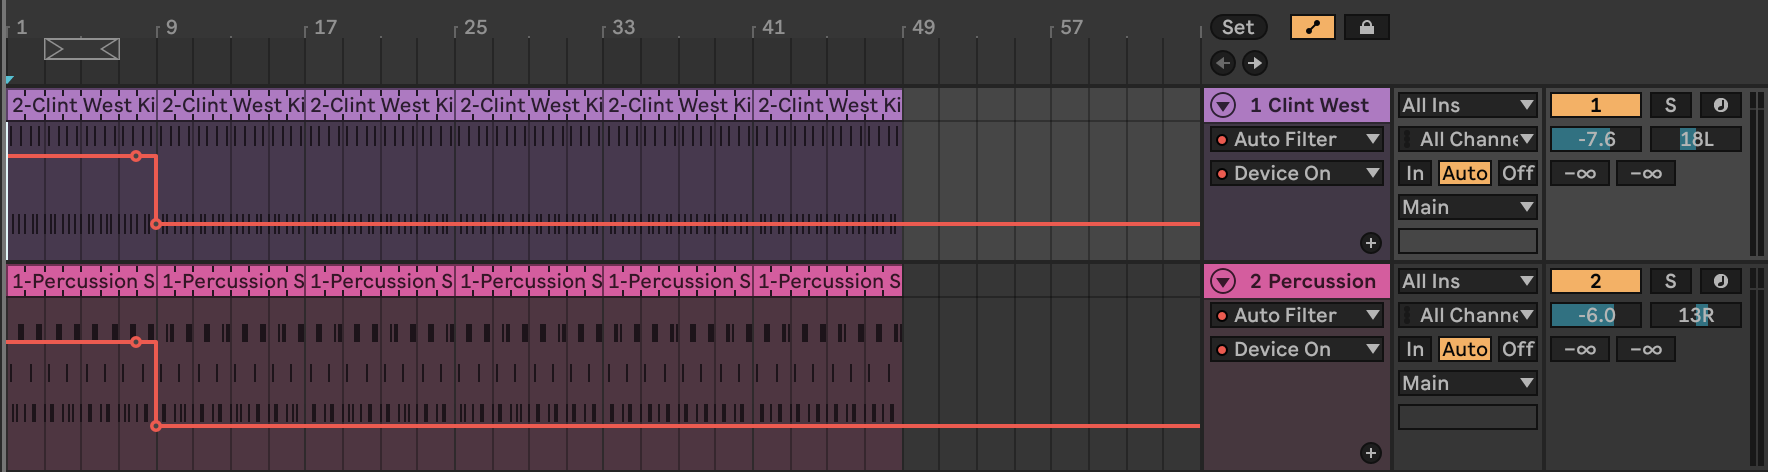 1 9 17 25 33 41 49 57 Set
2-Clint West Ki 2-Clint West Ki 2-Clint West K 2-Clint West K 2-Clint West Ki 2-Clint West Ki 1 Clint West All Ins 1 S
Auto Filter All Channe -7.6 18L
Device On In Auto Off -∞ -∞
Main
1-Percussion S 1-Percussion S 1-Percussion 1-Percussion S 1-Percussion S 1-Percussion S 2 Percussion All Ins 2 S
Auto Filter All Channe -6.0 13R
Device On In Auto Off -∞ -∞
Main